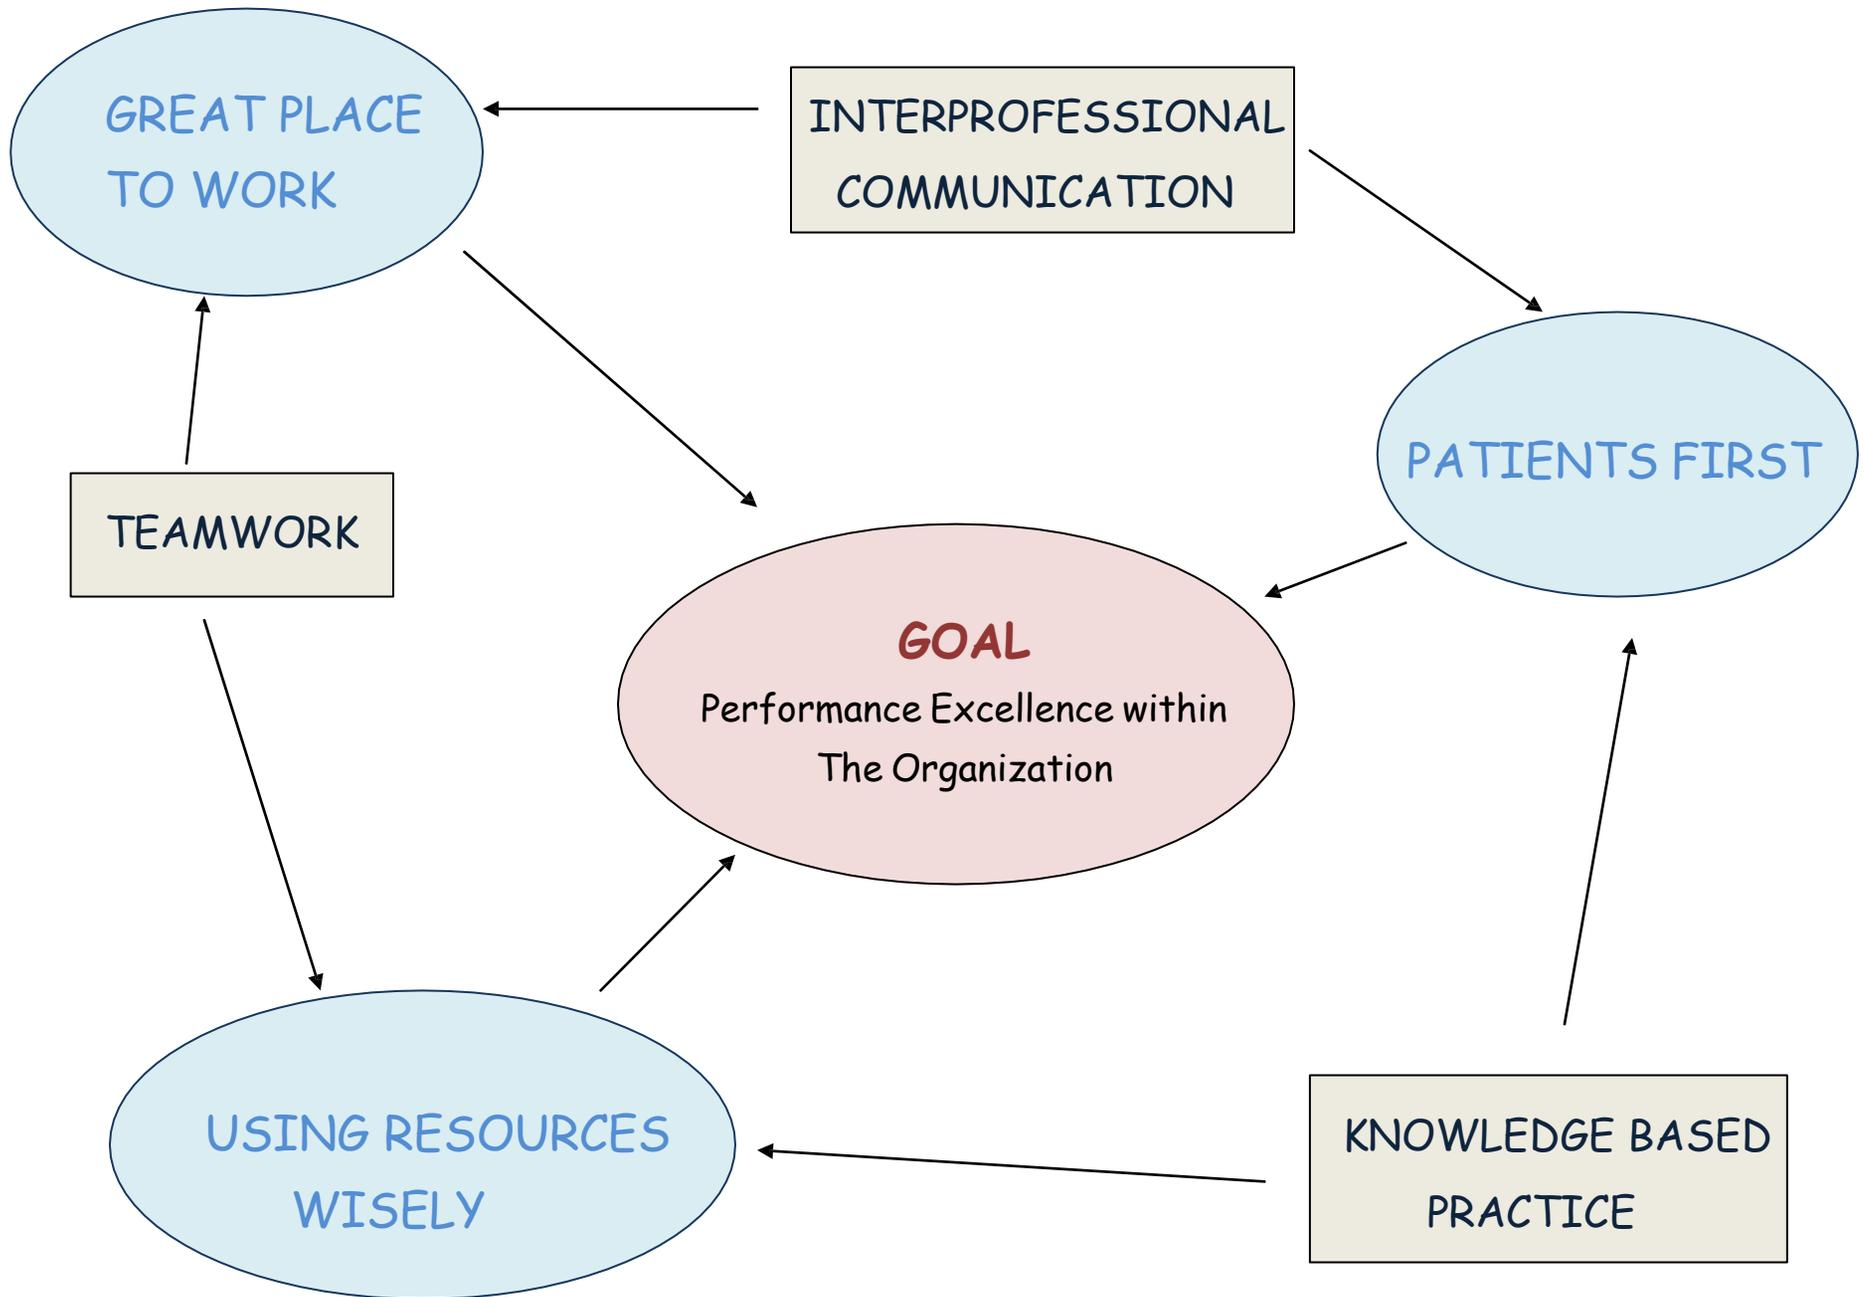 GREAT PLACE
TO WORK
INTERPROFESSIONAL
COMMUNICATION
PATIENTS FIRST
TEAMWORK
GOAL
Performance Excellence within
The Organization
USING RESOURCES
WISELY
KNOWLEDGE BASED
PRACTICE